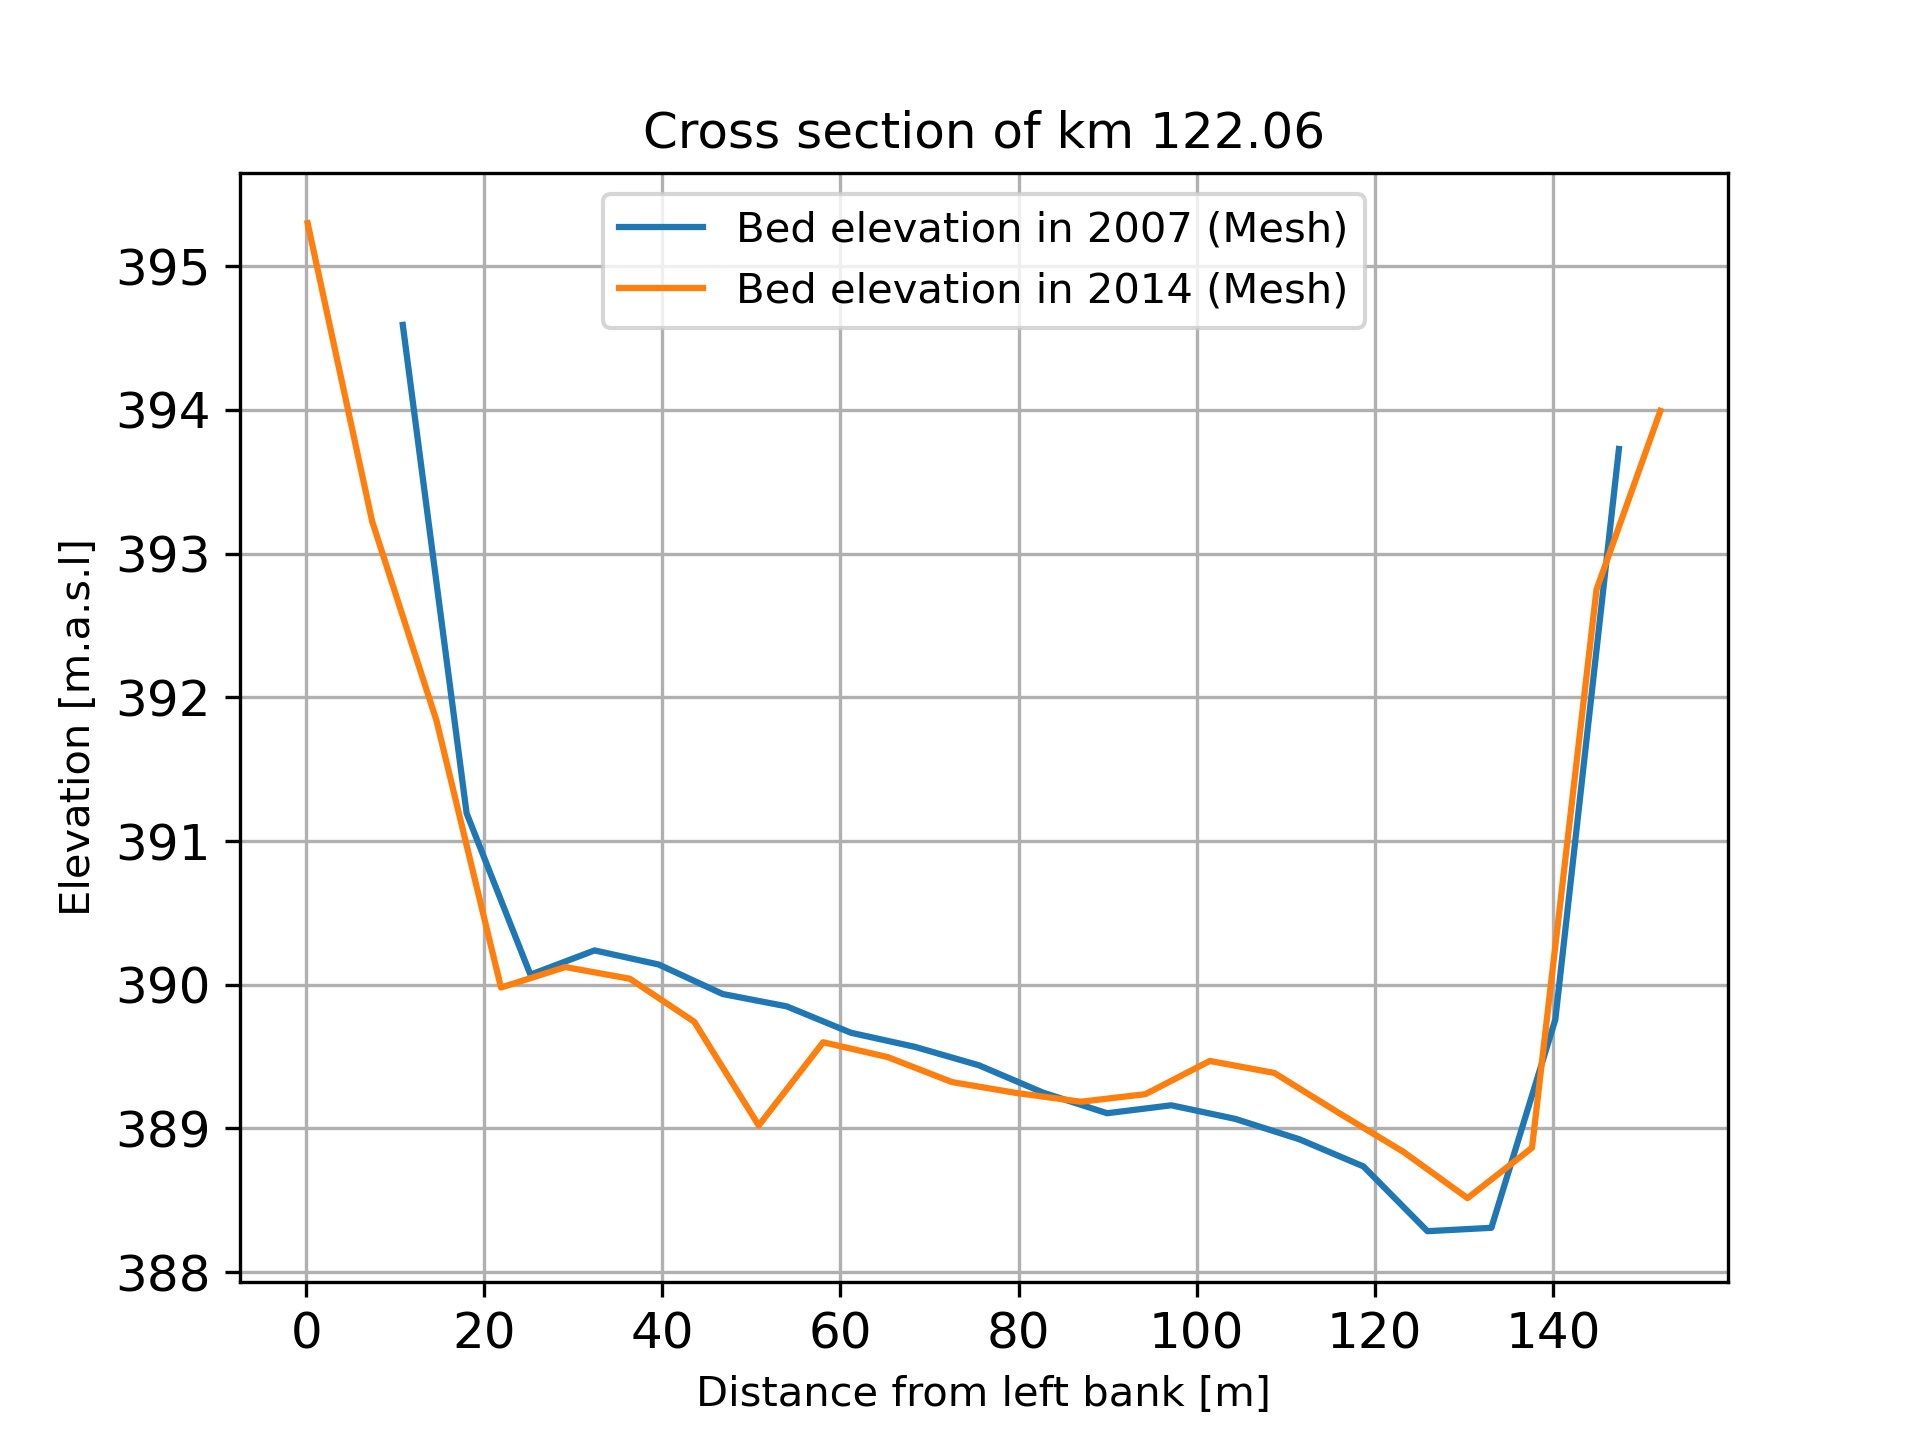 Cross section of km 122.06
Bed elevation in 2007 (Mesh)
Bed elevation in 2014 (Mesh)
Elevation [m.a.s.l]
395
394
393
392
391
390
389
388
0 20 40 60 80 100 120 140
Distance from left bank [m]